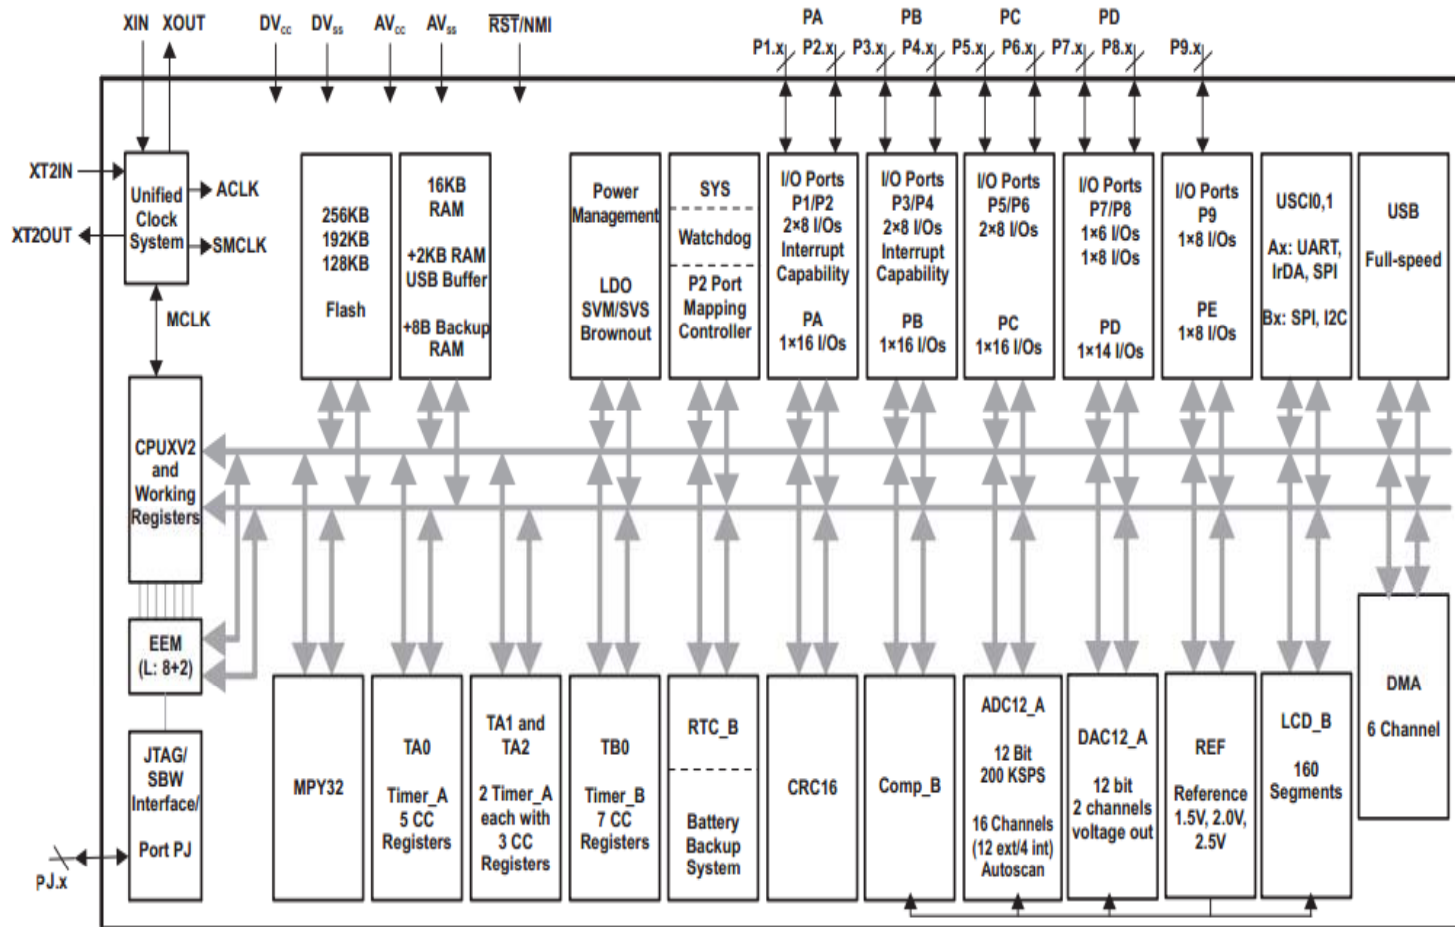 XIN XOUT DVcc DVss AVcc AVss RST/NMI
PA PB PC PD
P1.x P2.x P3.x P4.x P5.x P6.x P7.x P8.x P9.x
XT2IN
XT2OUT
Unified
Clock
System
ACLK
SMCLK
MCLK
256KB
192KB
128KB
Flash
16KB
RAM
+2KB RAM
USB Buffer
+8B Backup
RAM
Power
Management
LDO
SVM/SVS
Brownout
SYS
Watchdog
P2 Port
Mapping
Controller
I/O Ports
P1/P2
2×8 I/Os
Interrupt
Capability
PA
1×16 I/Os
I/O Ports
P3/P4
2×8 I/Os
Interrupt
Capability
PB
1×16 I/Os
I/O Ports
P5/P6
2×8 I/Os
PC
1×16 I/Os
I/O Ports
P7/P8
1×6 I/Os
1×8 I/Os
PD
1×14 I/Os
I/O Ports
P9
1×8 I/Os
PE
1×8 I/Os
USCI0,1
Ax: UART,
IrDA, SPI
Bx: SPI, I2C
USB
Full-speed
CPUXV2
and
Working
Registers
EEM
(L: 8+2)
JTAG/
SBW
Interface/
Port PJ
PJ.x
MPY32
TA0
Timer_A
5 CC
Registers
TA1 and
TA2
2 Timer_A
each with
3 CC
Registers
TB0
Timer_B
7 CC
Registers
RTC_B
Battery
Backup
System
CRC16
Comp_B
ADC12_A
12 Bit
200 KSPS
16 Channels
(12 ext/4 int)
Autoscan
DAC12_A
12 bit
2 channels
voltage out
REF
Reference
1.5V, 2.0V,
2.5V
LCD_B
160
Segments
DMA
6 Channel